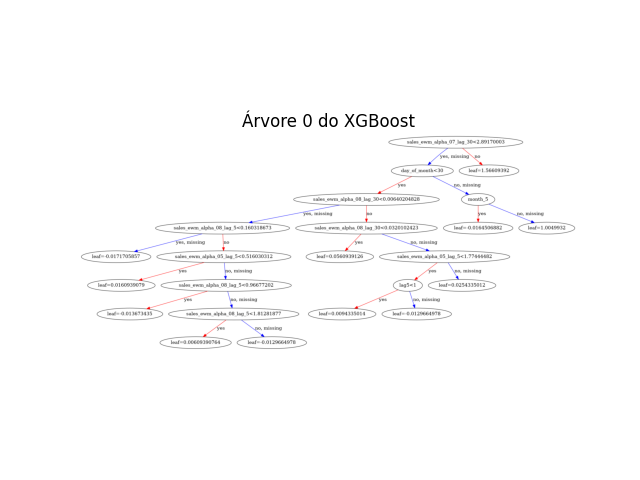 Árvore 0 do XGBoost
sales_ewm_alpha_07_lag_30<2.89170003
yes, missing
no
day_of_month<30
leaf=1.56609392
yes
no, missing
sales_ewm_alpha_08_lag_30<0.00640204828
month_5
yes, missing
no
yes
no, missing
sales_ewm_alpha_08_lag_5<0.160318673
sales_ewm_alpha_08_lag_30<0.0320102423
leaf=-0.0164506882
leaf=1.0049932
yes, missing
no
yes
no, missing
leaf=-0.0171705857
sales_ewm_alpha_05_lag_5<0.516030312
leaf=0.0560939126
sales_ewm_alpha_05_lag_5<1.77444482
yes
no, missing
yes
no, missing
leaf=0.0160939079
sales_ewm_alpha_08_lag_5<0.96677202
lag5<1
leaf=0.0254335012
yes
no, missing
yes
no, missing
leaf=-0.013673435
sales_ewm_alpha_08_lag_5<1.81281877
leaf=0.0094335014
leaf=-0.0129664978
yes
no, missing
leaf=0.00609390764
leaf=-0.0129664978